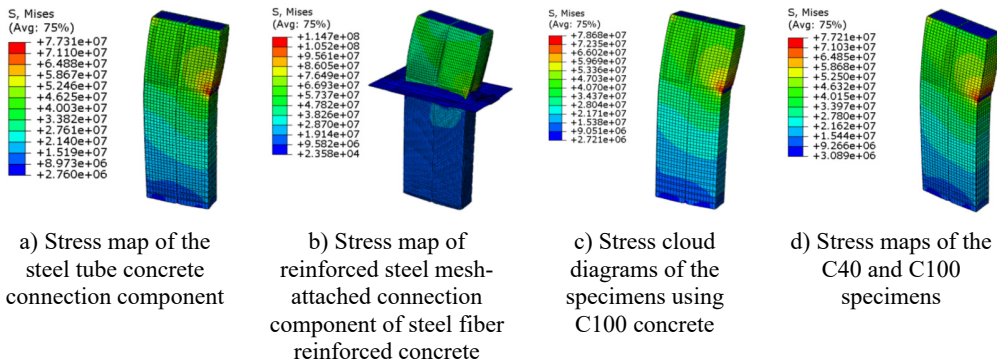 S, Mises
(Avg: 75%)
+7.731e+07
+7.110e+07
+6.488e+07
+5.867e+07
+5.246e+07
+4.625e+07
+4.003e+07
+3.382e+07
+2.761e+07
+2.140e+07
+1.519e+07
+8.973e+06
+2.760e+06
a) Stress map of the
steel tube concrete
connection component
S, Mises
(Avg: 75%)
+1.147e+08
+1.052e+08
+9.561e+07
+8.605e+07
+7.649e+07
+6.693e+07
+5.737e+07
+4.782e+07
+3.826e+07
+2.870e+07
+1.914e+07
+9.582e+06
+2.358e+04
b) Stress map of
reinforced steel mesh-
attached connection
component of steel fiber
reinforced concrete
S, Mises
(Avg: 75%)
+7.868e+07
+7.235e+07
+6.602e+07
+5.969e+07
+5.336e+07
+4.703e+07
+4.070e+07
+3.437e+07
+2.804e+07
+2.171e+07
+1.538e+07
+9.051e+06
+2.721e+06
c) Stress cloud
diagrams of the
specimens using
C100 concrete
S, Mises
(Avg: 75%)
+7.721e+07
+7.103e+07
+6.485e+07
+5.868e+07
+5.250e+07
+4.632e+07
+4.015e+07
+3.397e+07
+2.780e+07
+2.162e+07
+1.544e+07
+9.266e+06
+3.089e+06
d) Stress maps of the
C40 and C100
specimens